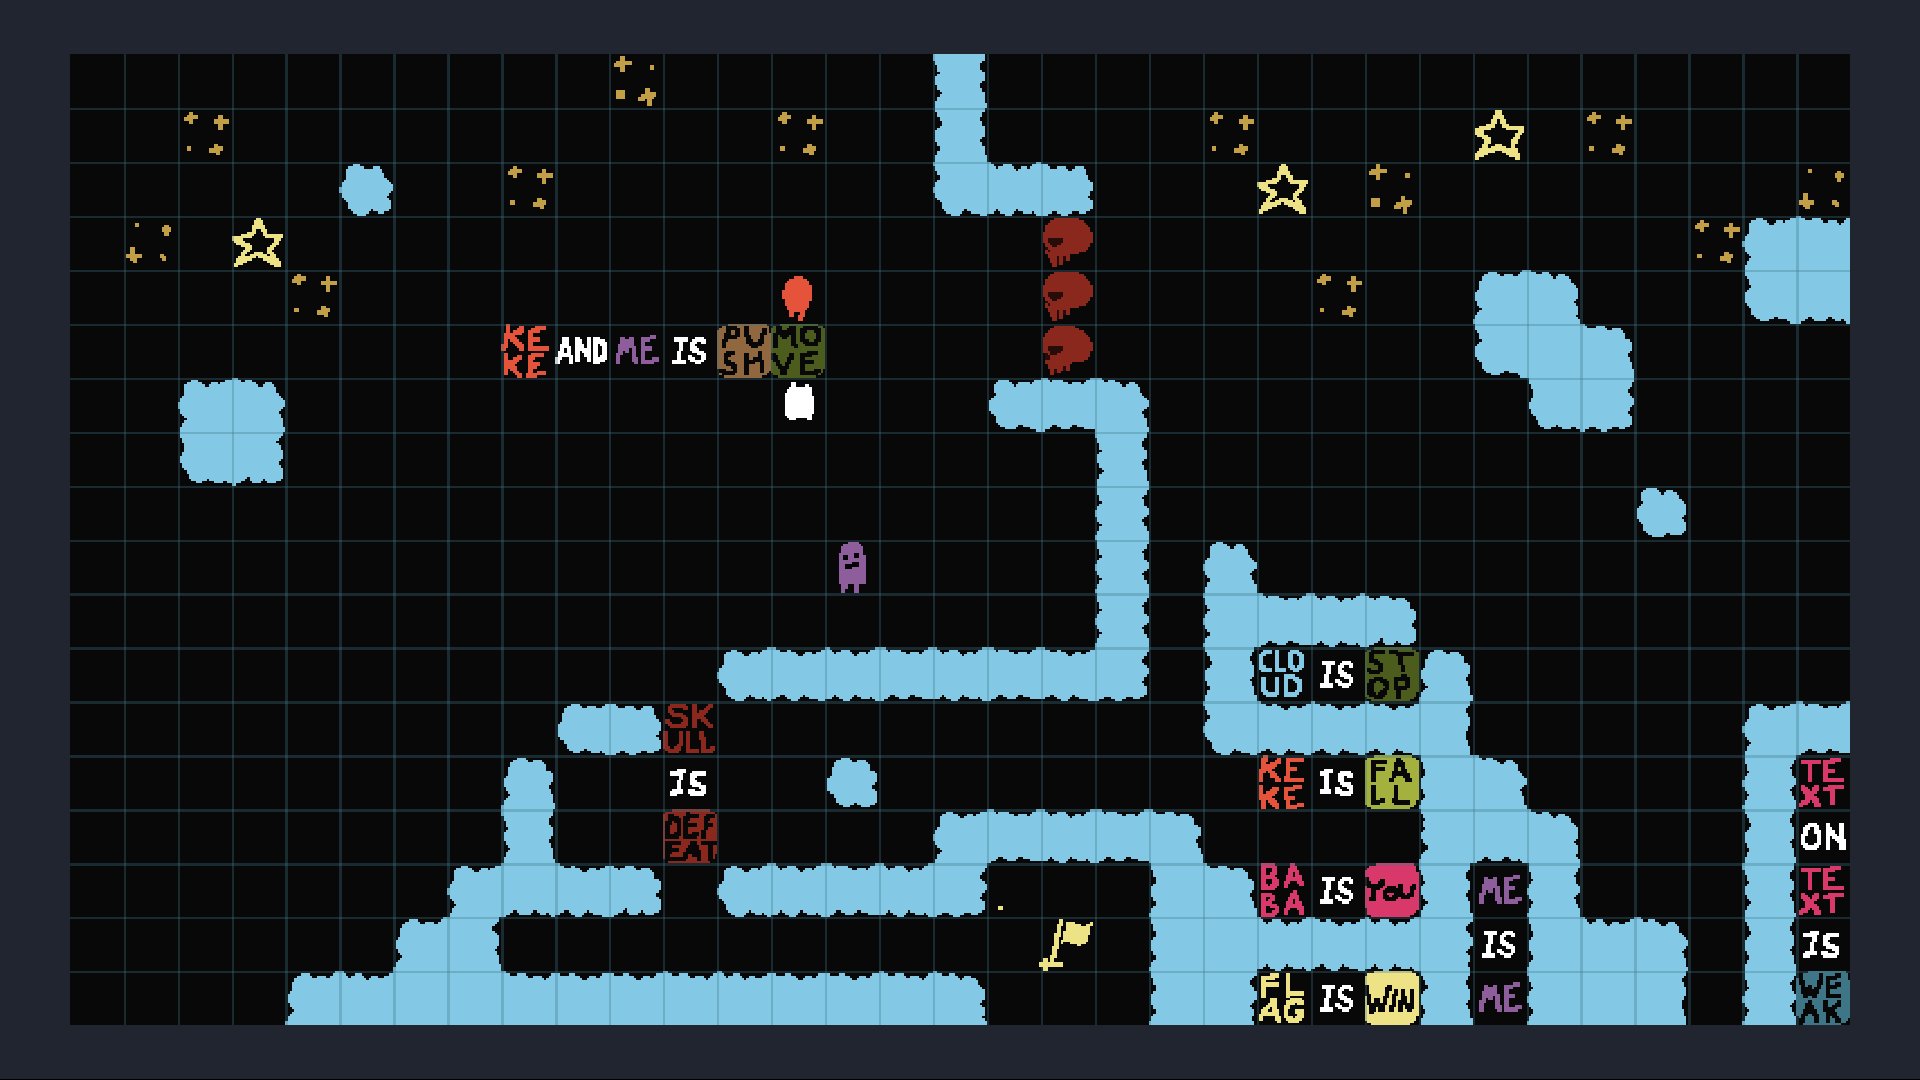 KEKE AND ME IS PUSH MOVE
CLOUD IS STOP
SKULL
IS
DEFEAT
KEKE IS FALL
BABA IS YOU
FLAG IS WIN
ME
IS
ME
TEXT
ON
TEXT
IS
WEAK